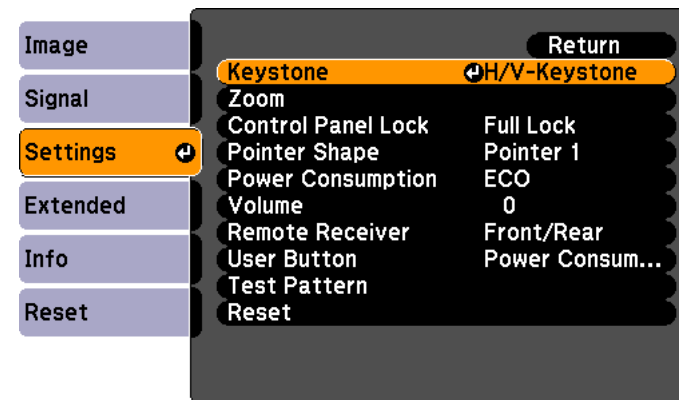 Image
Signal
Settings
Extended
Info
Reset
Return
Keystone H/V-Keystone
Zoom
Control Panel Lock Full Lock
Pointer Shape Pointer 1
Power Consumption ECO
Volume 0
Remote Receiver Front/Rear
User Button Power Consum...
Test Pattern
Reset